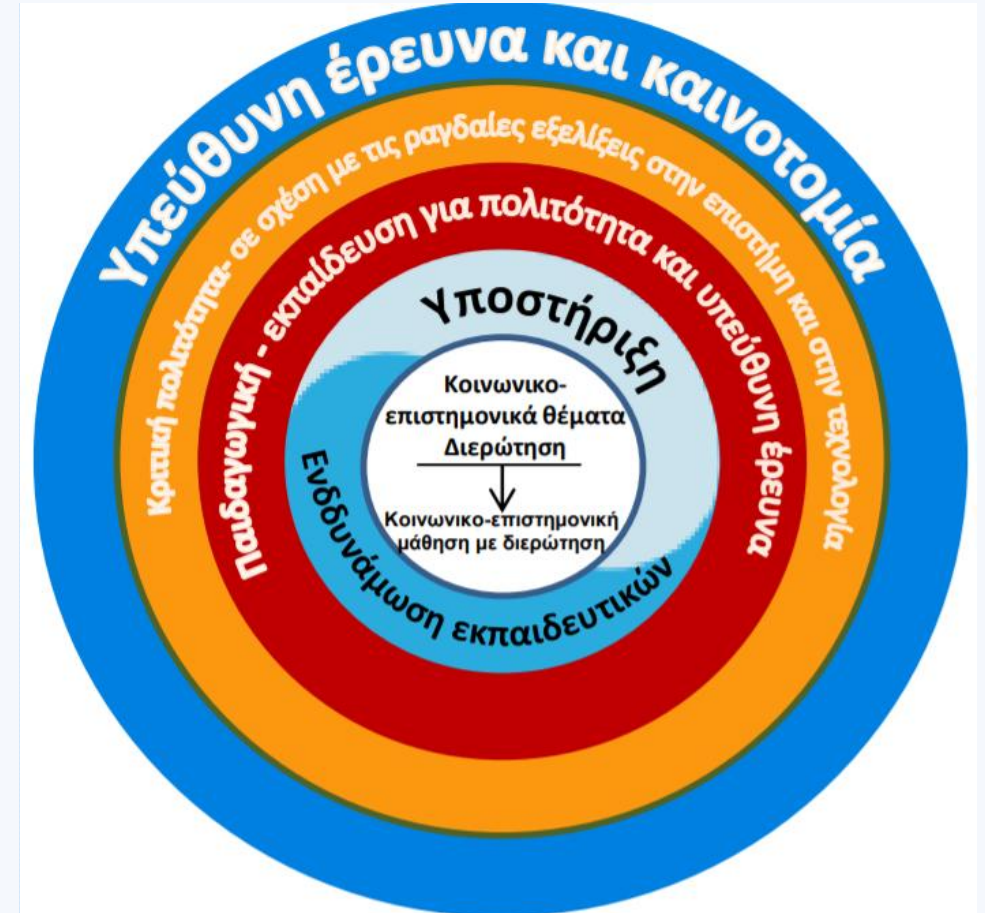 Υπεύθυνη έρευνα και καινοτομία
Κριτική πολιτότητα- σε σχέση με τις ραγδαίες εξελίξεις στην επιστήμη και στην τεχνολογία
Παιδαγωγική - εκπαίδευση για πολιτότητα και υπεύθυνη έρευνα
Υποστήριξη
Κοινωνικο-
επιστημονικά θέματα
Διερώτηση
Κοινωνικο-επιστημονική
μάθηση με διερώτηση
Ενδδυνάμωση εκπαιδευτικών